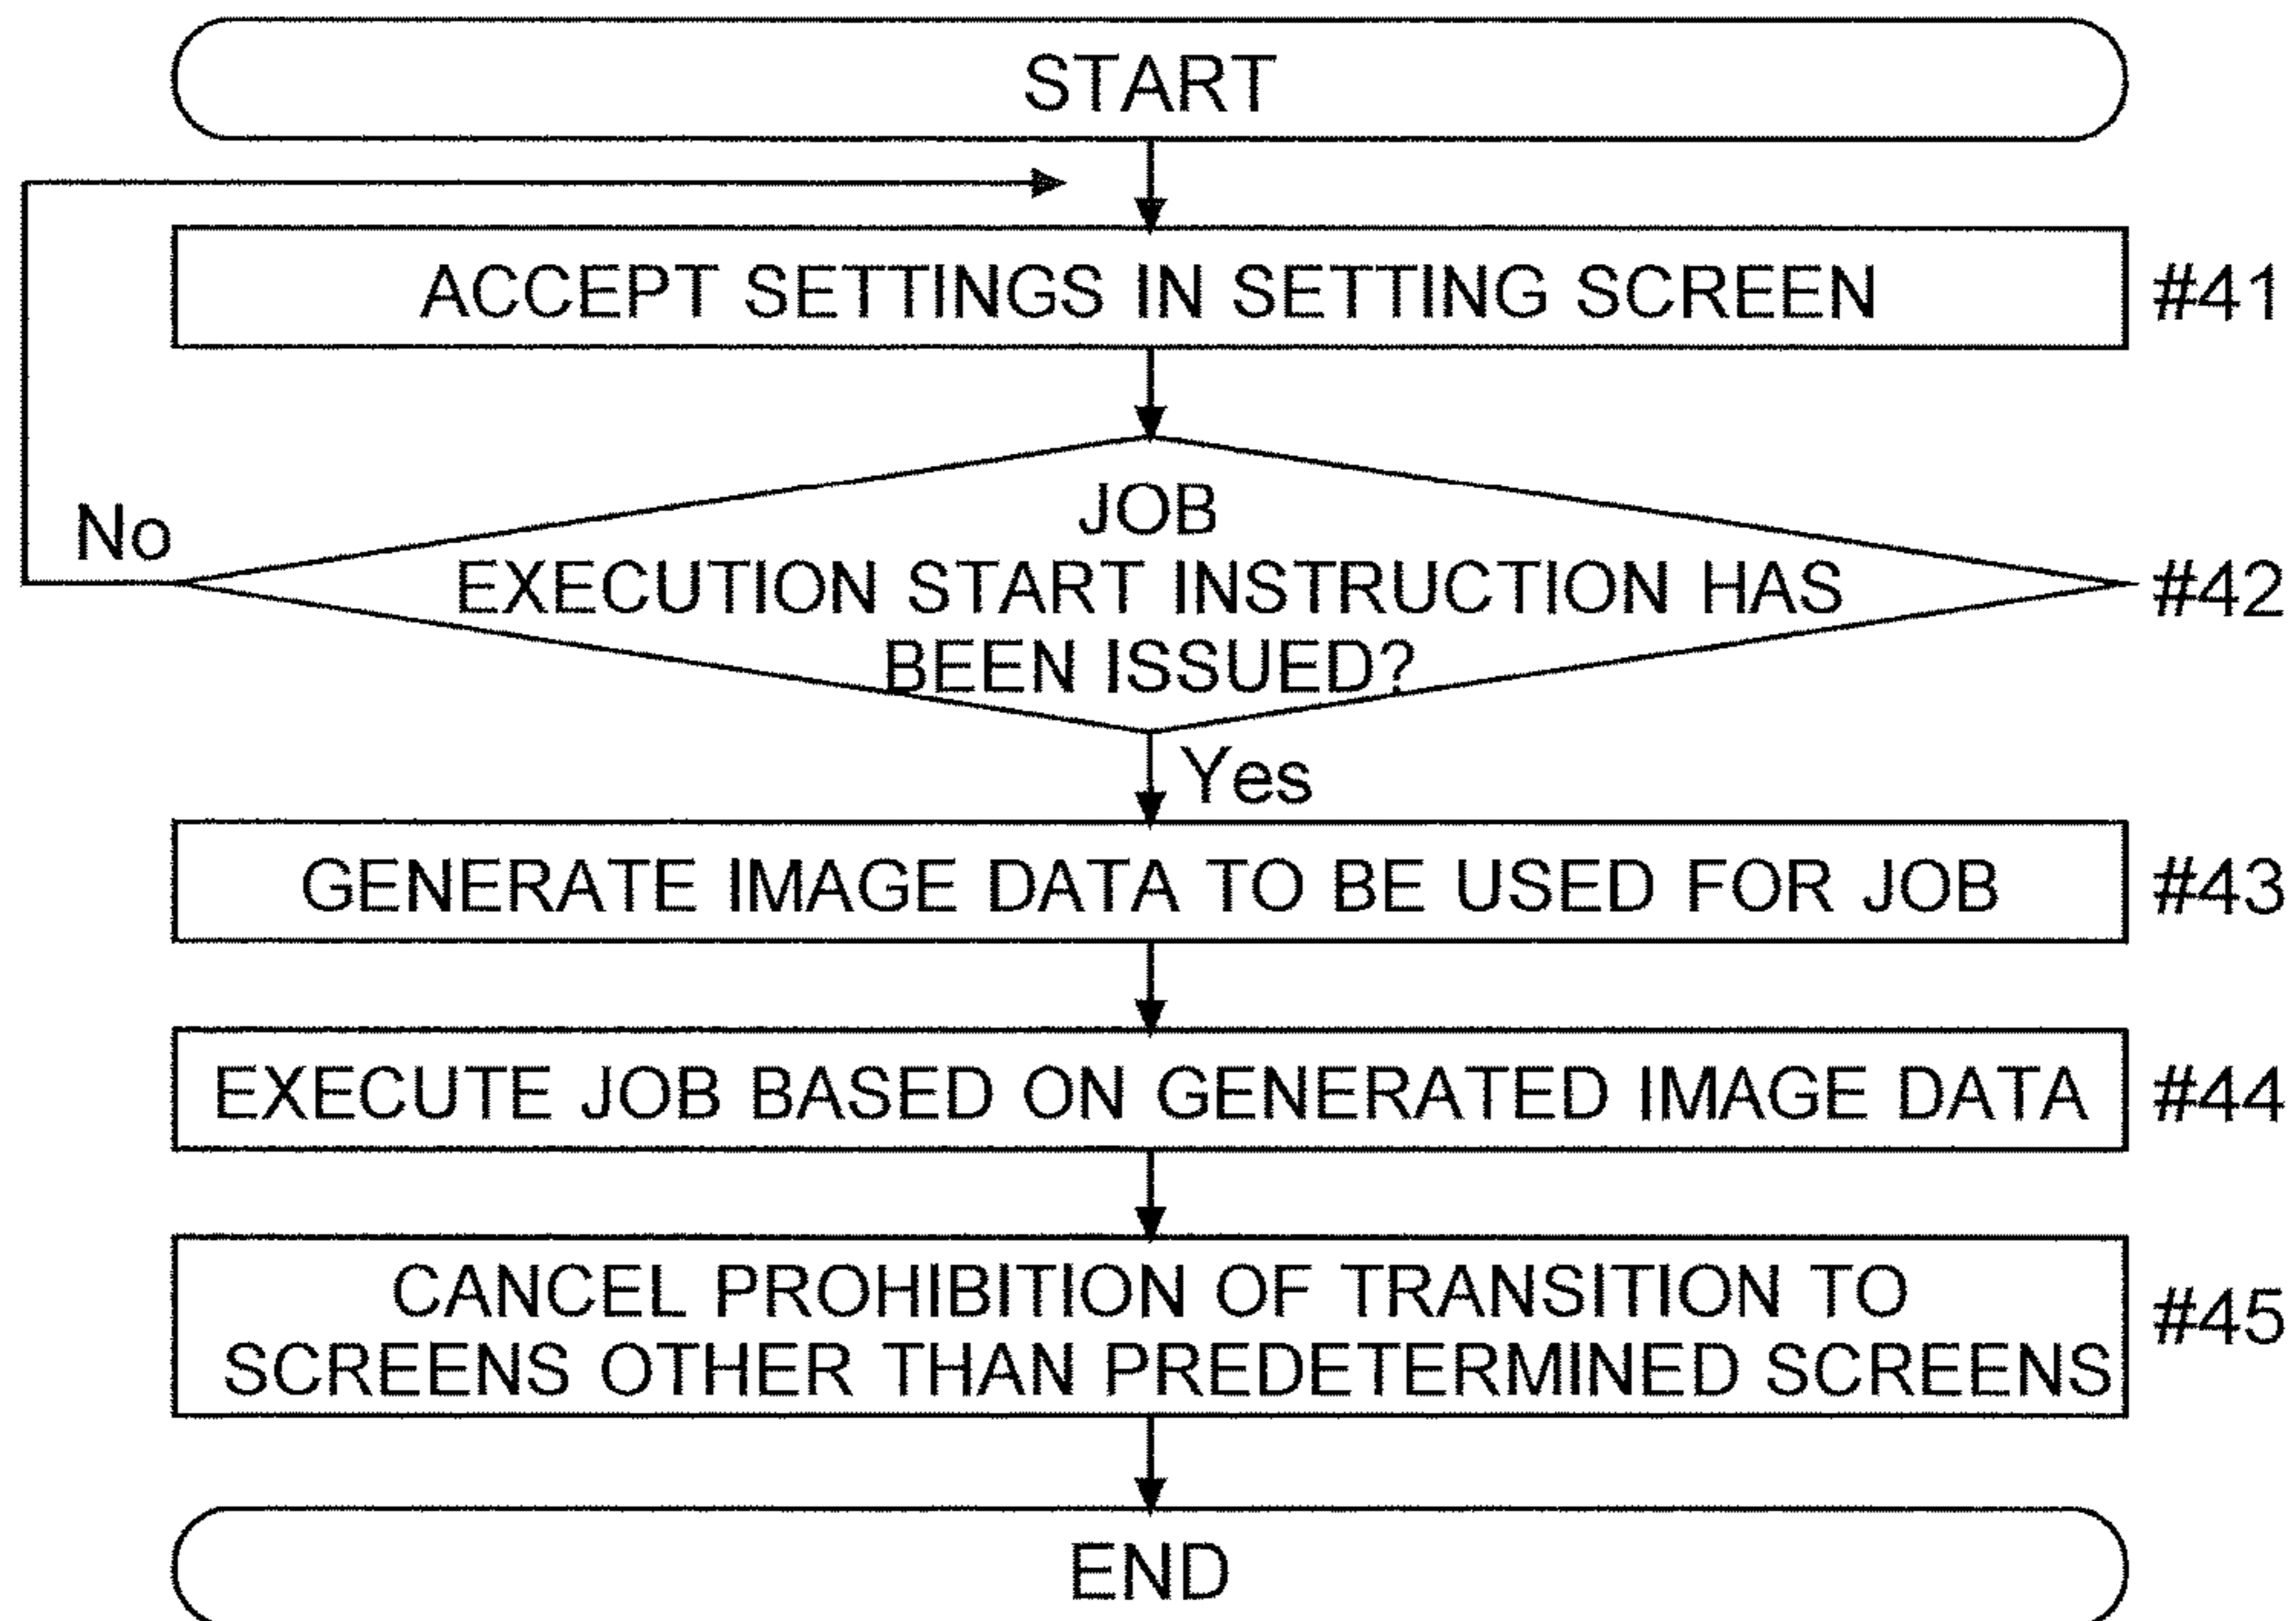 START
ACCEPT SETTINGS IN SETTING SCREEN #41
JOB
No
EXECUTION START INSTRUCTION HAS #42
BEEN ISSUED?
Yes
GENERATE IMAGE DATA TO BE USED FOR JOB #43
EXECUTE JOB BASED ON GENERATED IMAGE DATA #44
CANCEL PROHIBITION OF TRANSITION TO
SCREENS OTHER THAN PREDETERMINED SCREENS #45
END